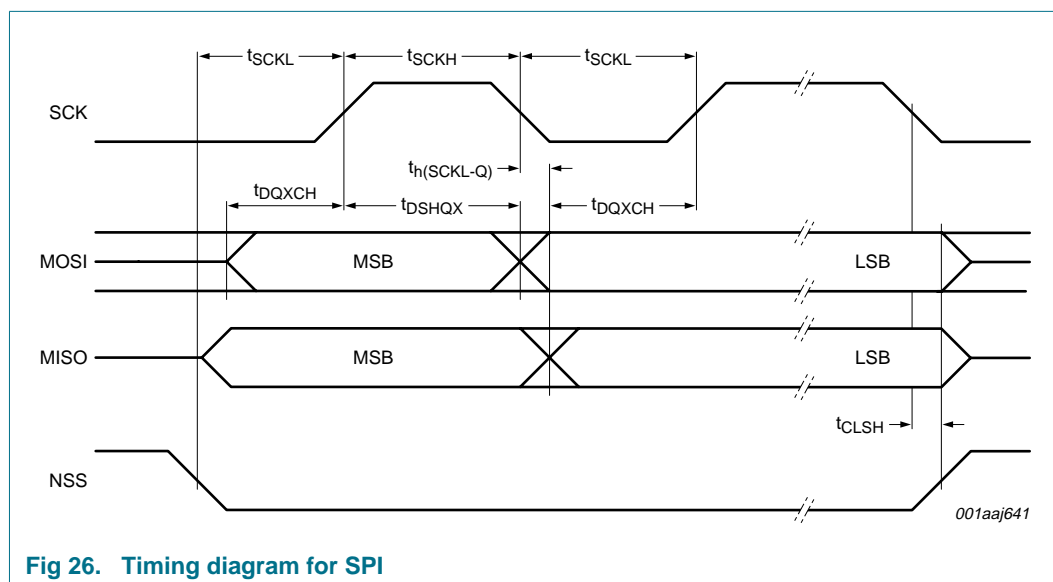 tSCKL tSCKH tSCKL
SCK
th(SCKL-Q)
tDQXCH tDSHQX tDQXCH
MOSI MSB LSB
MISO MSB LSB
tCLSH
NSS
001aaj641
Fig 26. Timing diagram for SPI